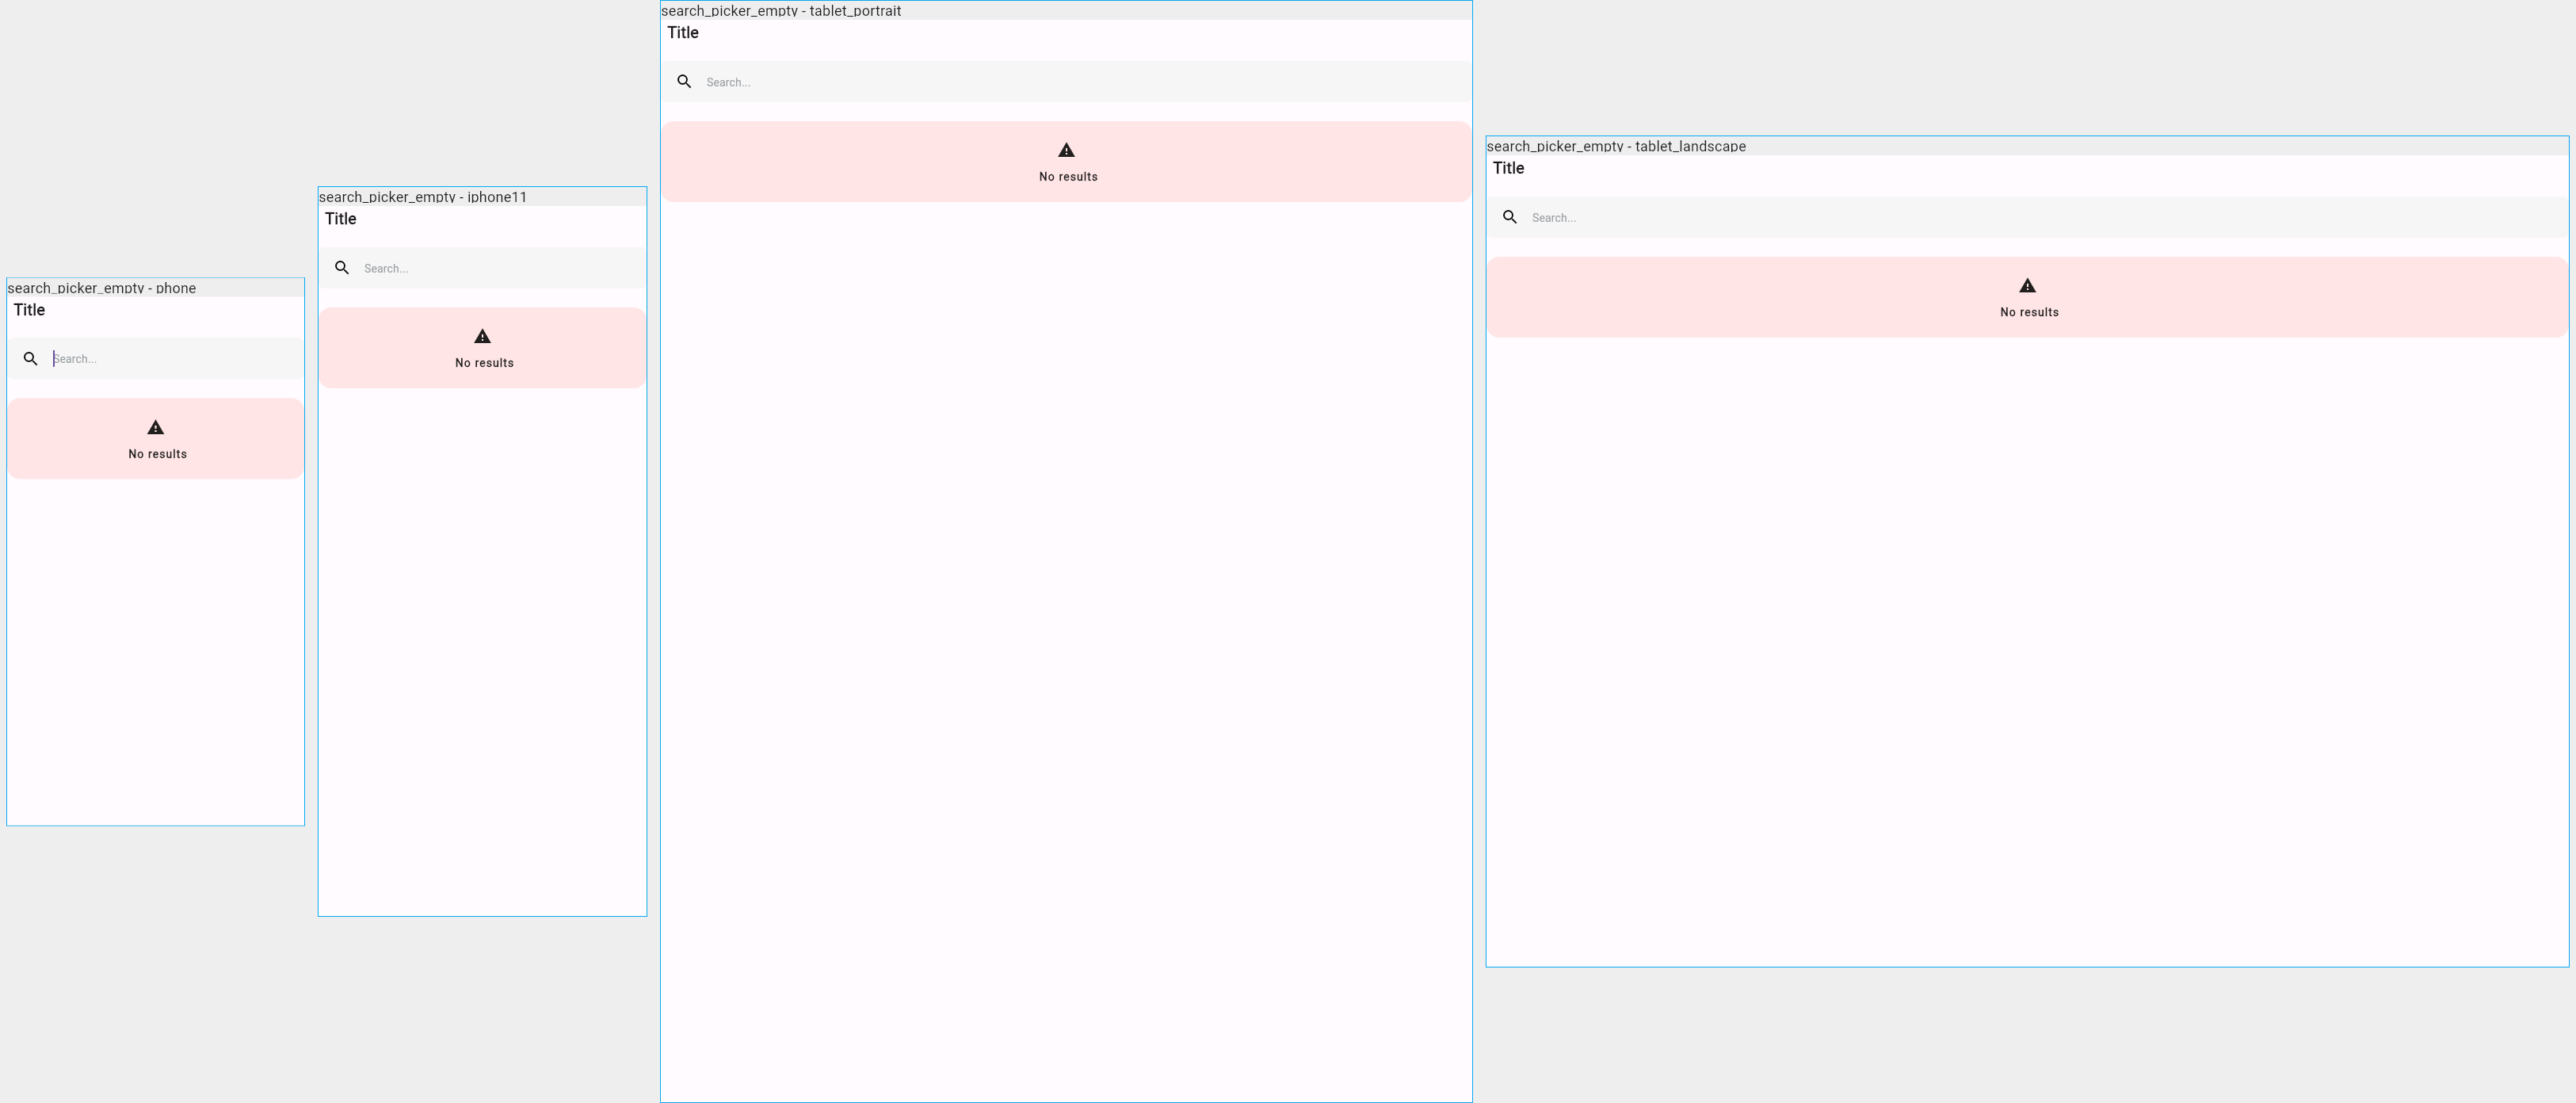 search_picker_empty - phone
Title
Search...
No results
search_picker_empty - iphone11
Title
Search...
No results
search_picker_empty - tablet_portrait
Title
Search...
No results
search_picker_empty - tablet_landscape
Title
Search...
No results